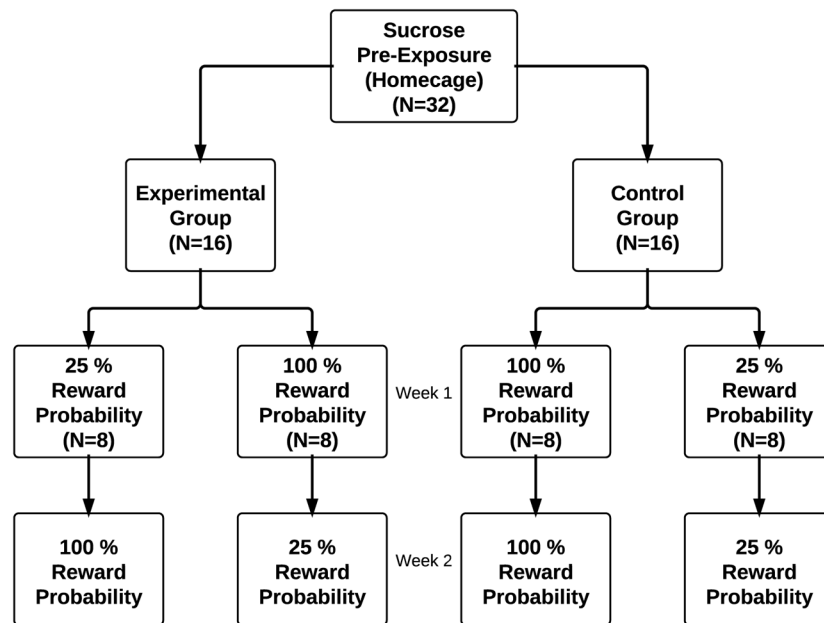 Sucrose
Pre-Exposure
(Homecage)
(N=32)
Experimental
Group
(N=16)
Control
Group
(N=16)
25 %
Reward
Probability
(N=8)
100 %
Reward
Probability
(N=8)
Week 1
100 %
Reward
Probability
(N=8)
25 %
Reward
Probability
(N=8)
100 %
Reward
Probability
25 %
Reward
Probability
Week 2
100 %
Reward
Probability
25 %
Reward
Probability